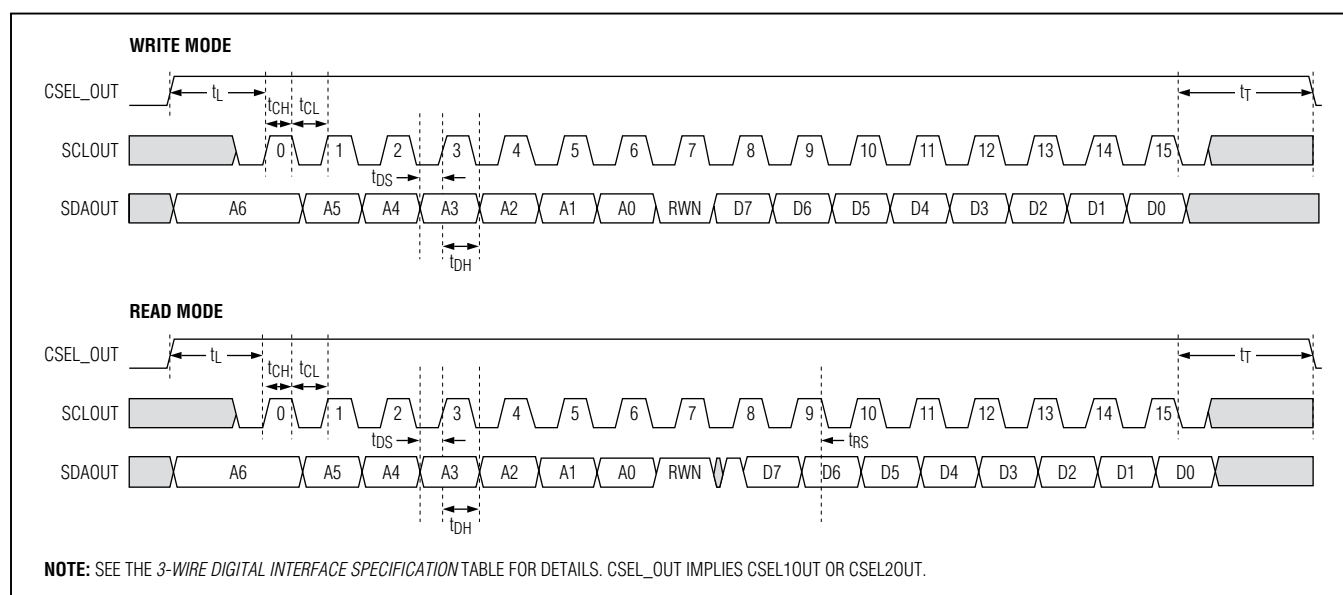 WRITE MODE
CSEL_OUT
tL
tCH
tCL
tT
SCLOUT
0 1 2 3 4 5 6 7 8 9 10 11 12 13 14 15
tDS
SDAOUT
A6 A5 A4 A3 A2 A1 A0 RWN D7 D6 D5 D4 D3 D2 D1 D0
tDH
READ MODE
CSEL_OUT
tL
tCH
tCL
tT
SCLOUT
0 1 2 3 4 5 6 7 8 9 10 11 12 13 14 15
tDS
tRS
SDAOUT
A6 A5 A4 A3 A2 A1 A0 RWN D7 D6 D5 D4 D3 D2 D1 D0
tDH
NOTE: SEE THE 3-WIRE DIGITAL INTERFACE SPECIFICATION TABLE FOR DETAILS. CSEL_OUT IMPLIES CSEL1OUT OR CSEL2OUT.